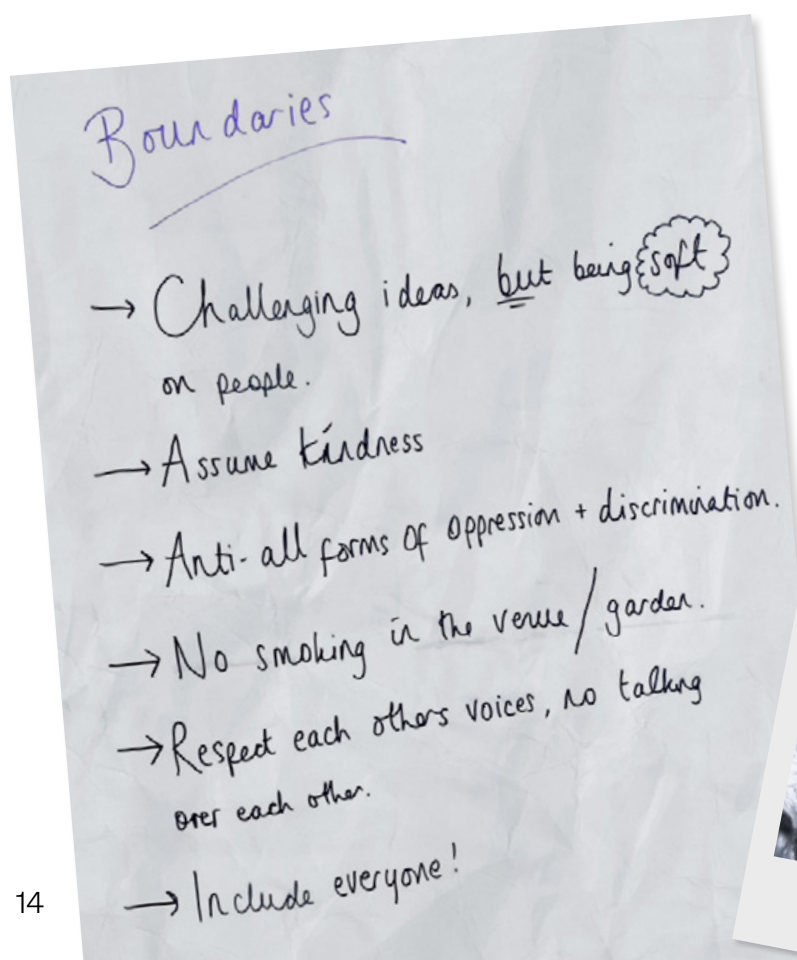 Boundaries
→ Challenging ideas, but being soft
on people.
→ Assume kindness
→ Anti-all forms of oppression + discrimination.
→ No smoking in the venue / garden.
→ Respect each others voices, no talking
over each other.
→ Include everyone!
14